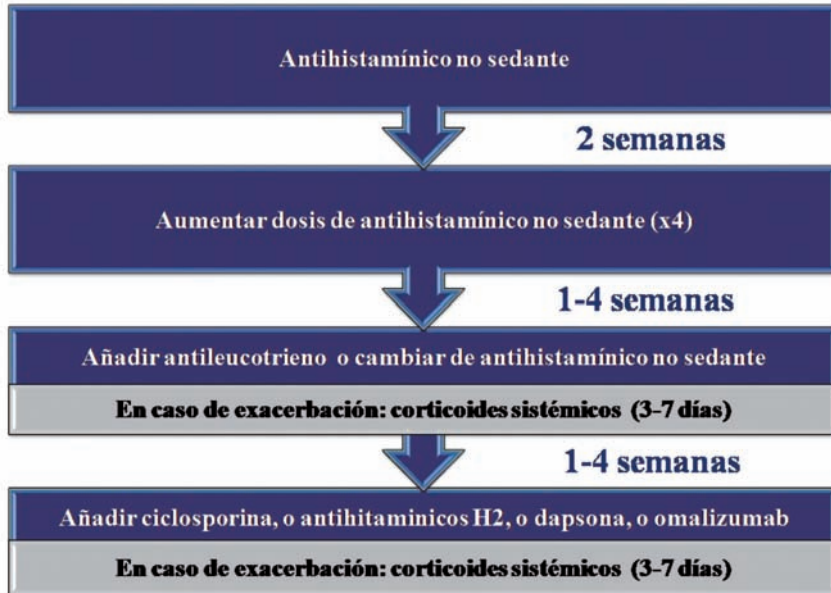 Antihistamínico no sedante
2 semanas
Aumentar dosis de antihistamínico no sedante (x4)
1-4 semanas
Añadir antileucotrieno o cambiar de antihistamínico no sedante
En caso de exacerbación: corticoides sistémicos (3-7 días)
1-4 semanas
Añadir ciclosporina, o antihitaminicos H2, o dapsona, o omalizumab
En caso de exacerbación: corticoides sistémicos (3-7 días)